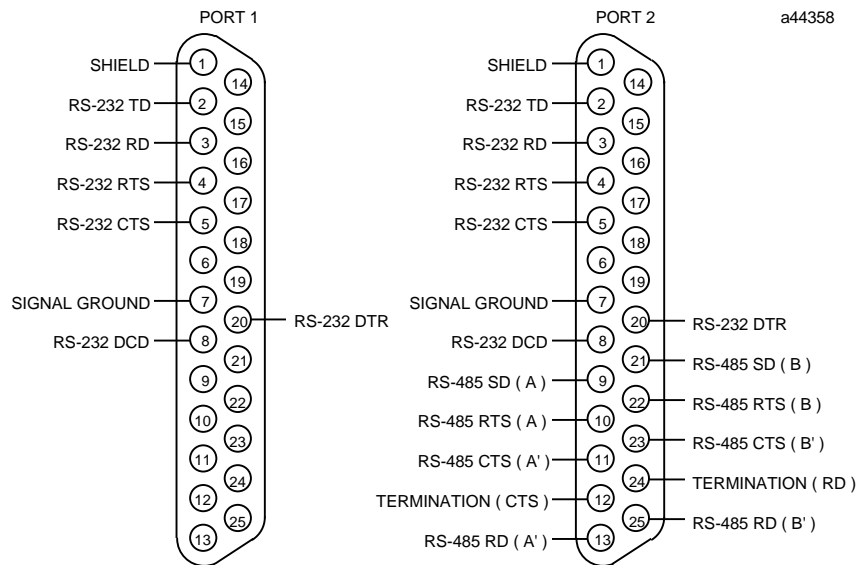 PORT 1
SHIELD
1
14
RS-232 TD
2
15
RS-232 RD
3
16
RS-232 RTS
4
17
RS-232 CTS
5
18
6
19
SIGNAL GROUND
7
20
RS-232 DTR
RS-232 DCD
8
21
9
22
10
23
11
24
12
25
13
PORT 2
a44358
SHIELD
1
14
RS-232 TD
2
15
RS-232 RD
3
16
RS-232 RTS
4
17
RS-232 CTS
5
18
6
19
SIGNAL GROUND
7
20
RS-232 DTR
RS-232 DCD
8
21
RS-485 SD ( B )
RS-485 SD ( A )
9
22
RS-485 RTS ( B )
RS-485 RTS ( A )
10
23
RS-485 CTS ( B' )
RS-485 CTS ( A' )
11
24
TERMINATION ( RD )
TERMINATION ( CTS )
12
25
RS-485 RD ( B' )
RS-485 RD ( A' )
13